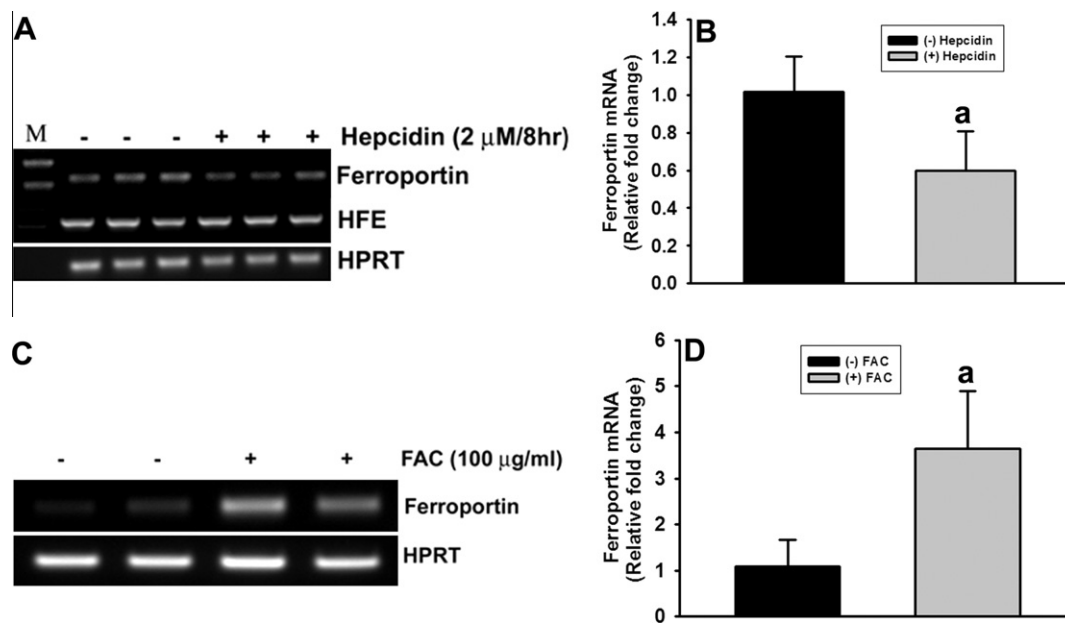 A
M - - - + + + Hepcidin (2 μM/8hr)
Ferroportin
HFE
HPRT
B
(-) Hepcidin
(+) Hepcidin
Ferroportin mRNA
(Relative fold change)
1.4
1.2
1.0
0.8
0.6
0.4
0.2
0.0
a
C
- - + + FAC (100 μg/ml)
Ferroportin
HPRT
D
(-) FAC
(+) FAC
Ferroportin mRNA
(Relative fold change)
6
5
4
3
2
1
0
a